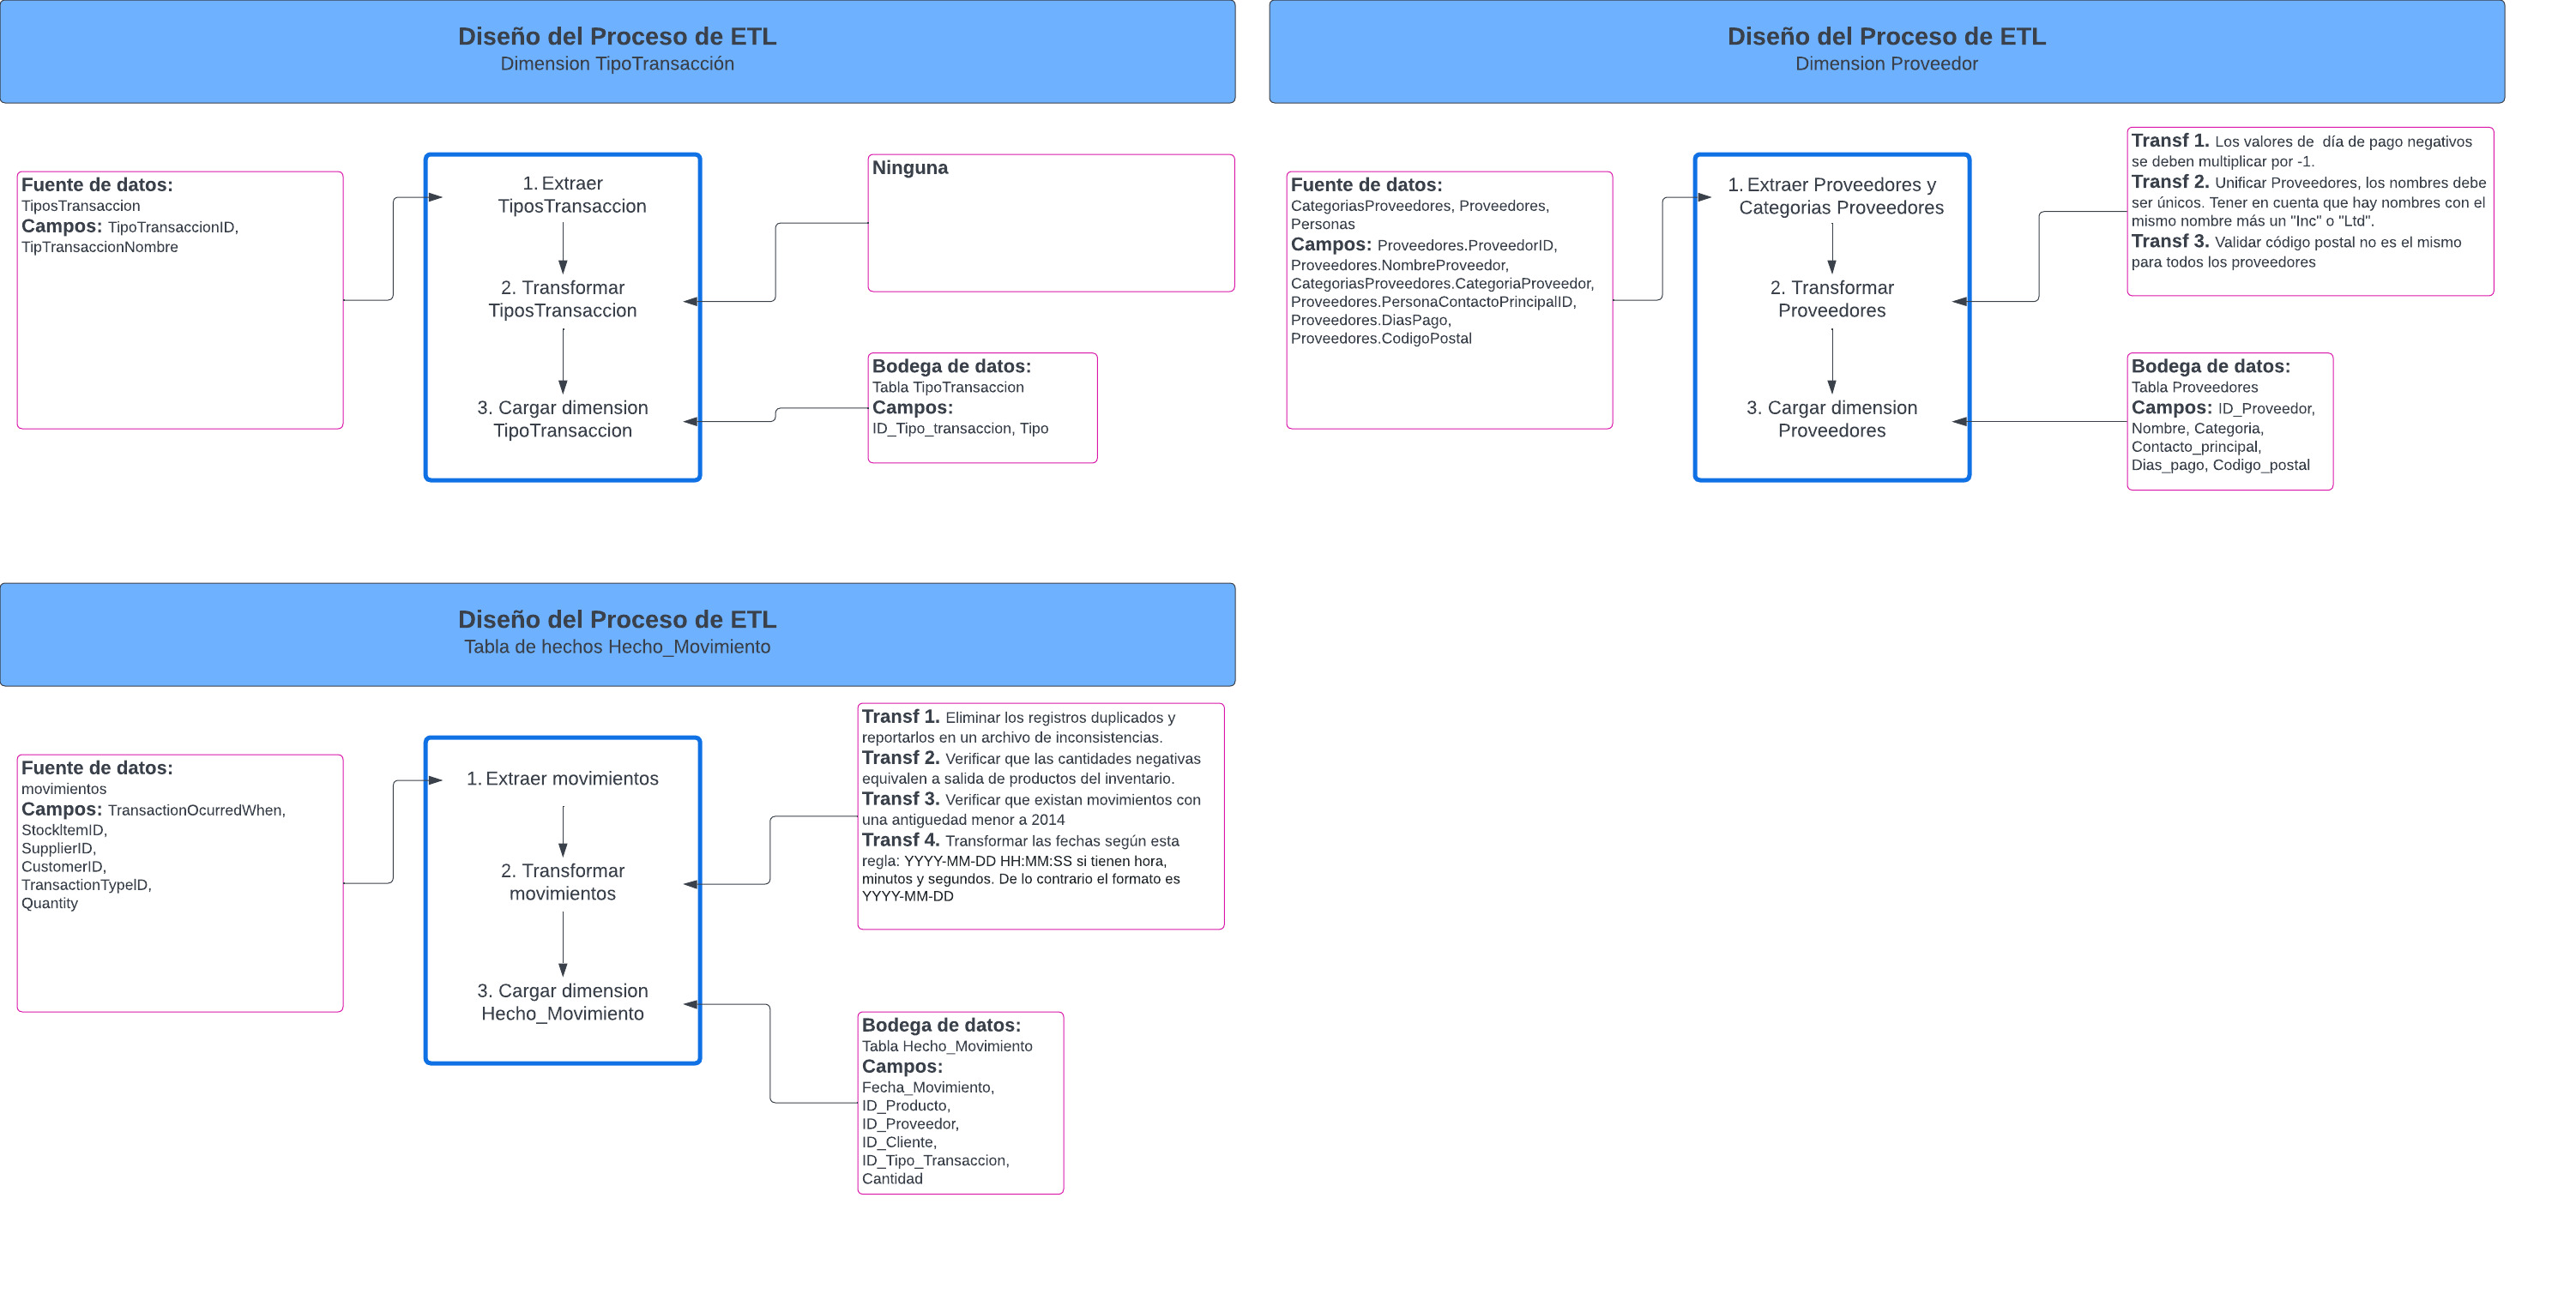 Diseño del Proceso de ETL
Dimension TipoTransacción
Fuente de datos:
TiposTransaccion
Campos: TipoTransaccionID,
TipTransaccionNombre
1. Extraer
TiposTransaccion
2. Transformar
TiposTransaccion
3. Cargar dimension
TipoTransaccion
Ninguna
Bodega de datos:
Tabla TipoTransaccion
Campos:
ID_Tipo_transaccion, Tipo
Diseño del Proceso de ETL
Dimension Proveedor
Fuente de datos:
CategoriasProveedores, Proveedores,
Personas
Campos: Proveedores.ProveedorID,
Proveedores.NombreProveedor,
CategoriasProveedores.CategoriaProveedor,
Proveedores.PersonaContactoPrincipalID,
Proveedores.DiasPago,
Proveedores.CodigoPostal
1. Extraer Proveedores y
Categorias Proveedores
2. Transformar
Proveedores
3. Cargar dimension
Proveedores
Transf 1. Los valores de  día de pago negativos
se deben multiplicar por -1.
Transf 2. Unificar Proveedores, los nombres debe
ser únicos. Tener en cuenta que hay nombres con el
mismo nombre más un "Inc" o "Ltd".
Transf 3. Validar código postal no es el mismo
para todos los proveedores
Bodega de datos:
Tabla Proveedores
Campos: ID_Proveedor,
Nombre, Categoria,
Contacto_principal,
Dias_pago, Codigo_postal
Diseño del Proceso de ETL
Tabla de hechos Hecho_Movimiento
Fuente de datos:
movimientos
Campos: TransactionOcurredWhen,
StockItemID,
SupplierID,
CustomerID,
TransactionTypeID,
Quantity
1. Extraer movimientos
2. Transformar
movimientos
3. Cargar dimension
Hecho_Movimiento
Transf 1. Eliminar los registros duplicados y
reportarlos en un archivo de inconsistencias.
Transf 2. Verificar que las cantidades negativas
equivalen a salida de productos del inventario.
Transf 3. Verificar que existan movimientos con
una antiguedad menor a 2014
Transf 4. Transformar las fechas según esta
regla: YYYY-MM-DD HH:MM:SS si tienen hora,
minutos y segundos. De lo contrario el formato es
YYYY-MM-DD
Bodega de datos:
Tabla Hecho_Movimiento
Campos:
Fecha_Movimiento,
ID_Producto,
ID_Proveedor,
ID_Cliente,
ID_Tipo_Transaccion,
Cantidad